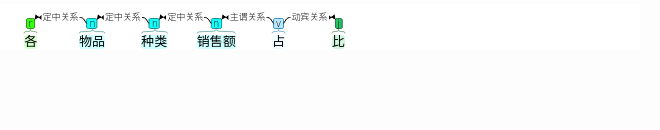 定中关系 定中关系 定中关系 主谓关系 动宾关系
r n n n v j
各 物品 种类 销售额 占 比